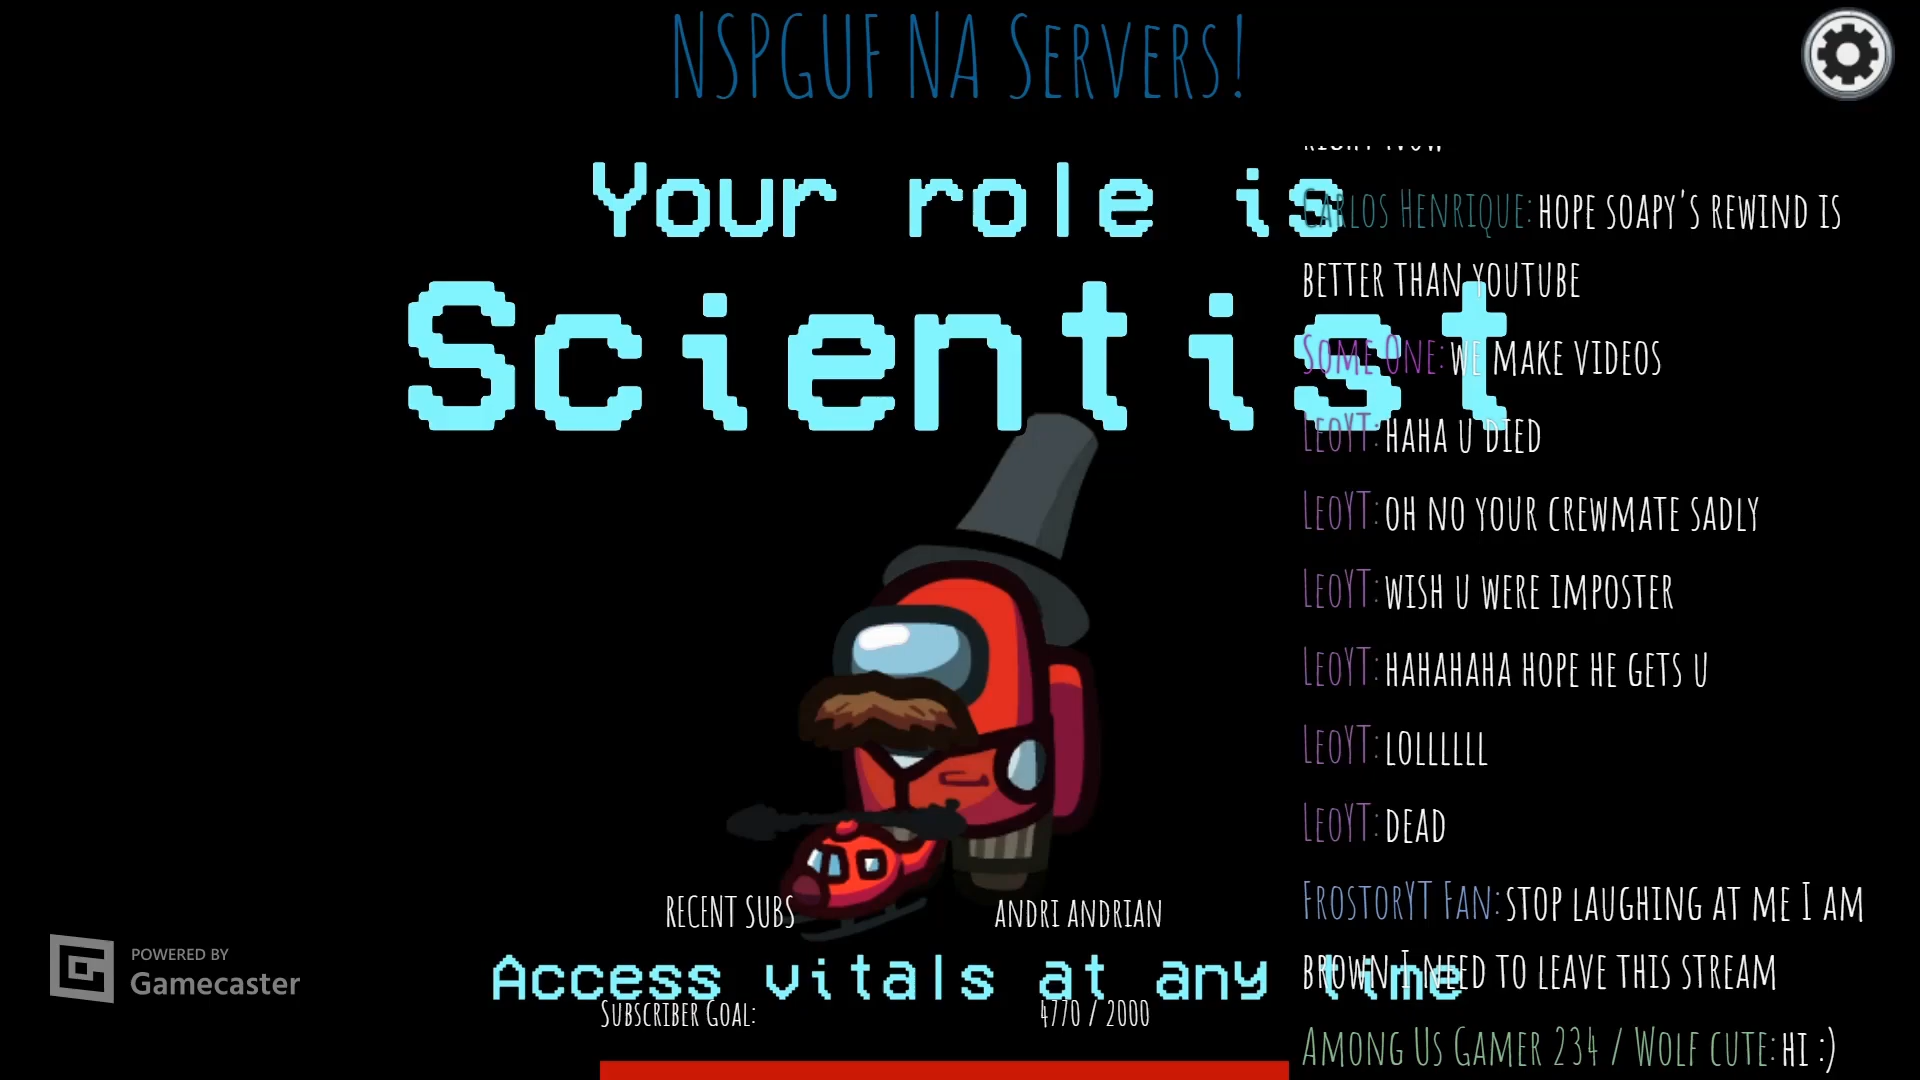 NSPGUF NA SERVERS!
Your role is
Scientist
CARLOS HENRIQUE: HOPE SOAPY'S REWIND IS
BETTER THAN YOUTUBE
SOME ONE: WE MAKE VIDEOS
LEOYT: HAHA U DIED
LEOYT: OH NO YOUR CREWMATE SADLY
LEOYT: WISH U WERE IMPOSTER
LEOYT: HAHAHAHA HOPE HE GETS U
LEOYT: LOLLLLLL
LEOYT: DEAD
FROSTORYT FAN: STOP LAUGHING AT ME I AM
BROWN I NEED TO LEAVE THIS STREAM
AMONG US GAMER 234 / WOLF CUTE: HI :)
RECENT SUBS ANDRI ANDRIAN
Access vitals at any time
SUBSCRIBER GOAL: 4770 / 2000
POWERED BY
Gamecaster